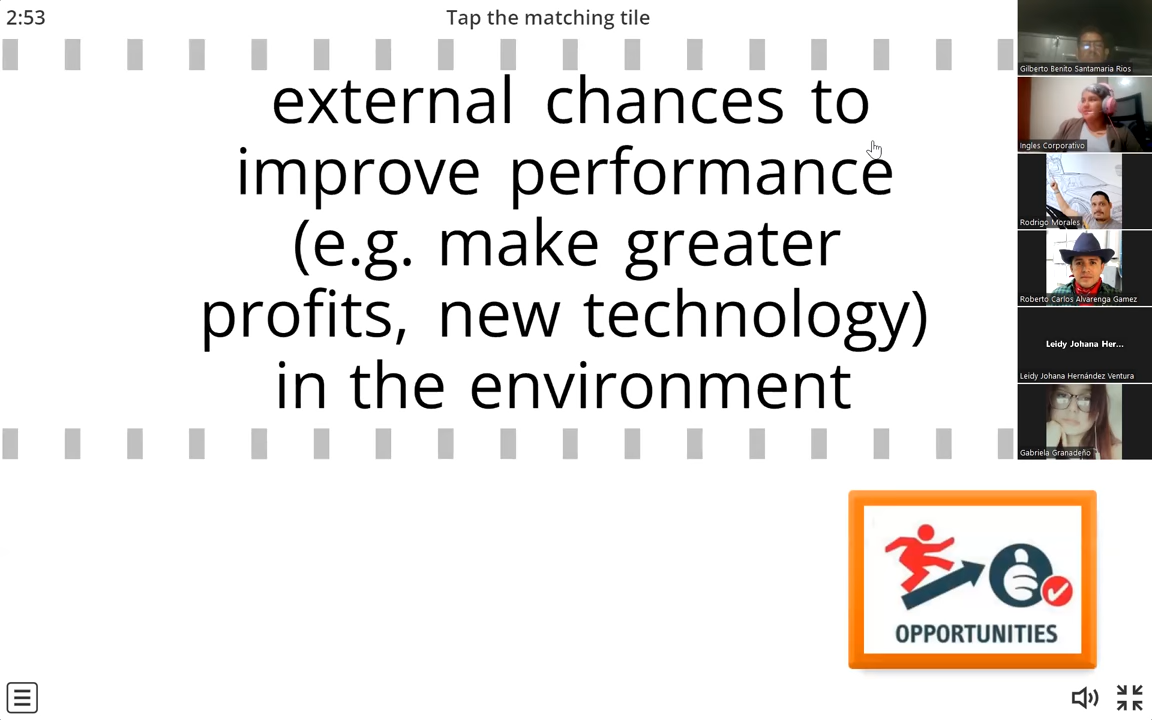 2:53
Tap the matching tile
external chances to
improve performance
(e.g. make greater
profits, new technology)
in the environment
OPPORTUNITIES
Gilberto Benito Santamaria Rios
Ingles Corporativo
Rodrigo Morales
Roberto Carlos Alvarenga Gamez
Leidy Johana Her...
Leidy Johana Hernández Ventura
Gabriela Granadeño